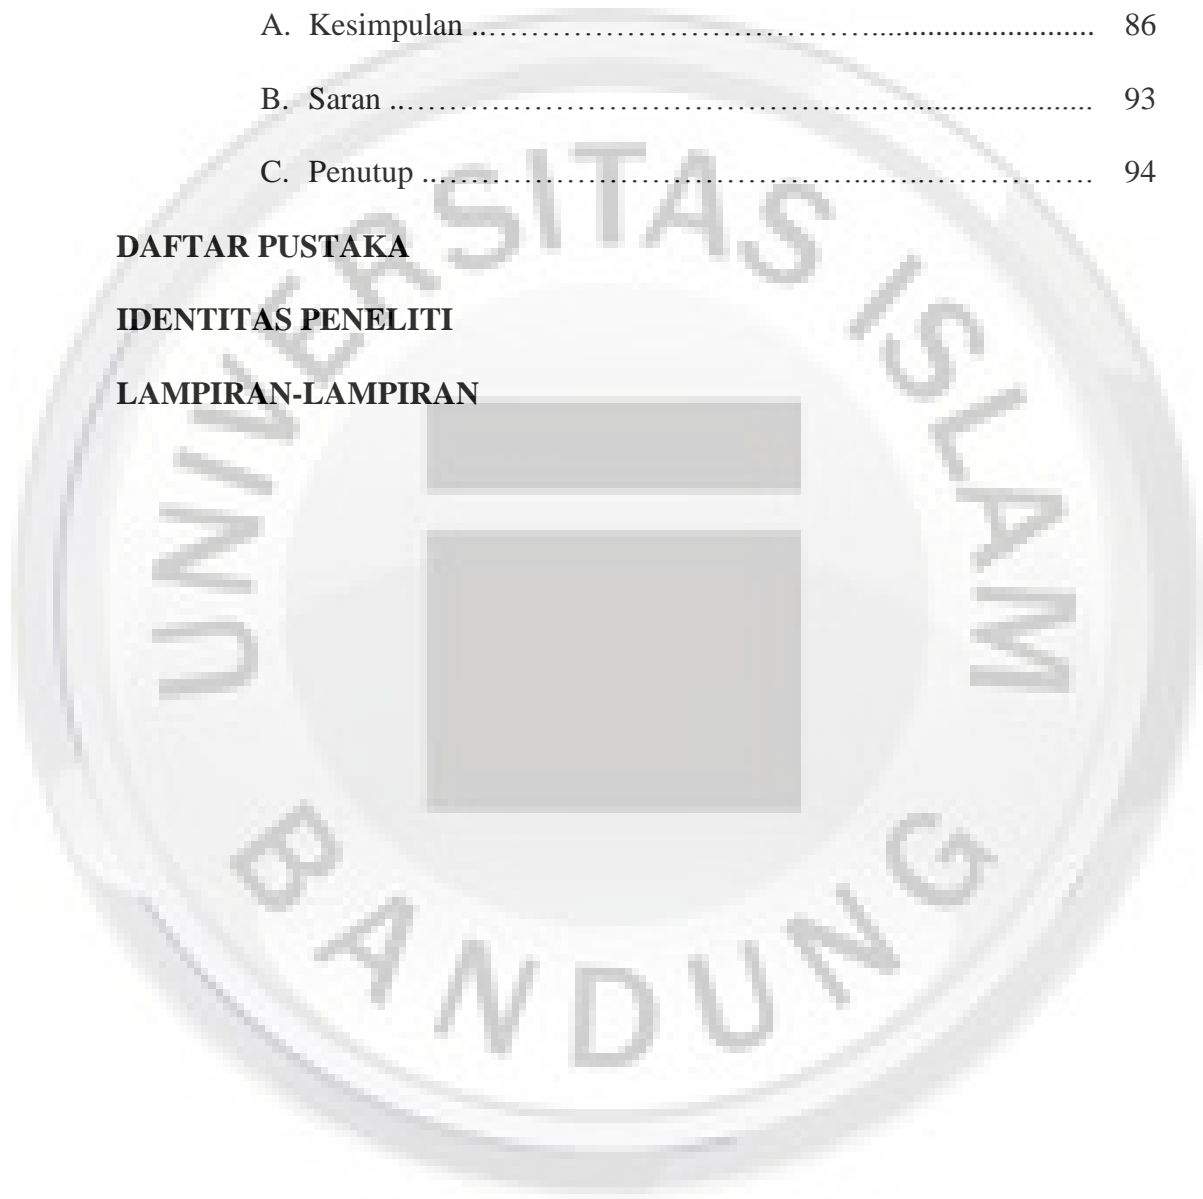 A. Kesimpulan ................................................................ 86
B. Saran ................................................................ 93
C. Penutup ................................................................ 94
DAFTAR PUSTAKA
IDENTITAS PENELITI
LAMPIRAN-LAMPIRAN
UNIVERSITAS ISLAM
BANDUNG